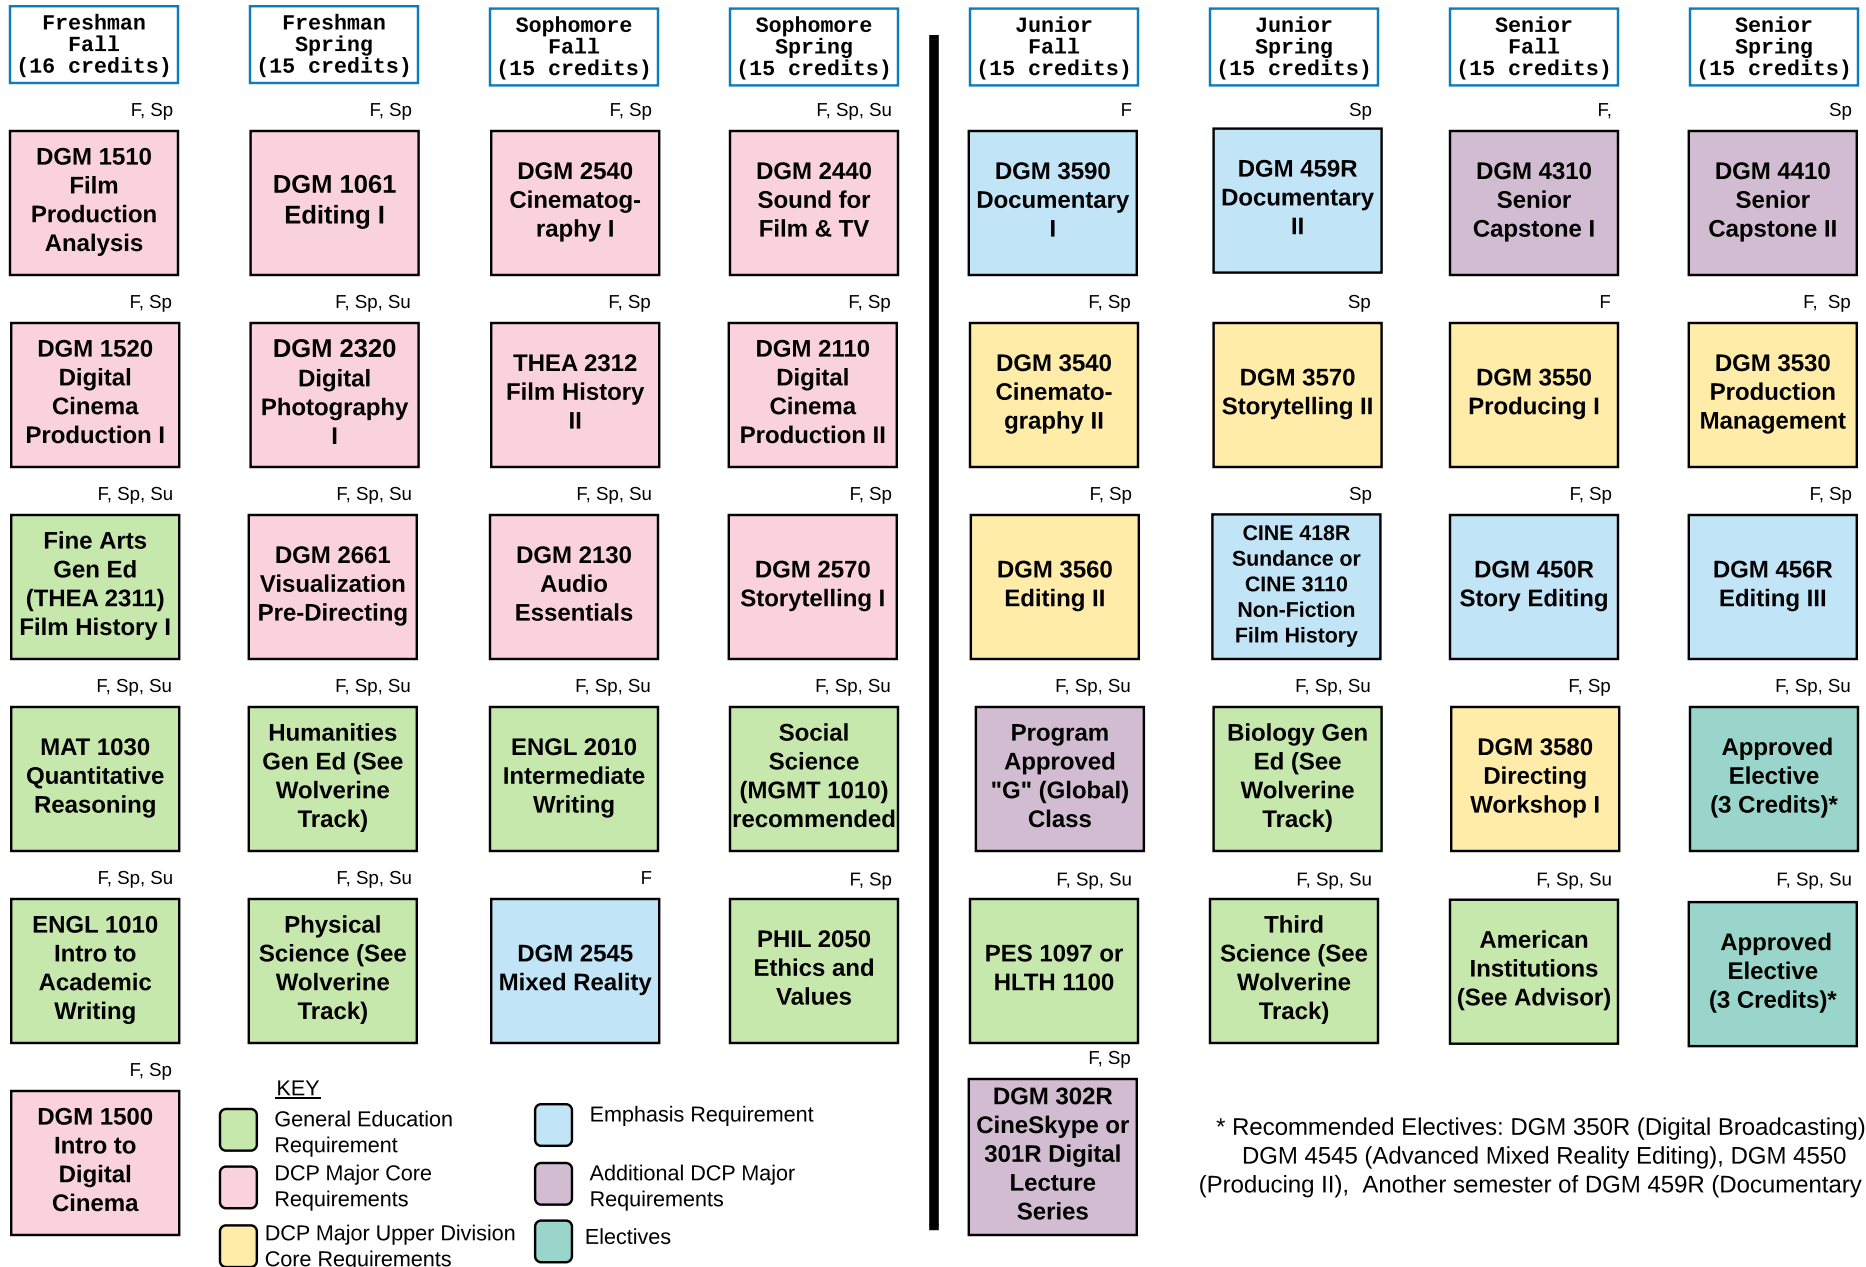 Freshman
Fall
(16 credits)
Freshman
Spring
(15 credits)
Sophomore
Fall
(15 credits)
Sophomore
Spring
(15 credits)
Junior
Fall
(15 credits)
Junior
Spring
(15 credits)
Senior
Fall
(15 credits)
Senior
Spring
(15 credits)
F, Sp
F, Sp
F, Sp
F, Sp, Su
F
Sp
F,
Sp
DGM 1510
Film
Production
Analysis
DGM 1061
Editing I
DGM 2540
Cinematog-
raphy I
DGM 2440
Sound for
Film & TV
DGM 3590
Documentary
I
DGM 459R
Documentary
II
DGM 4310
Senior
Capstone I
DGM 4410
Senior
Capstone II
F, Sp
F, Sp, Su
F, Sp
F, Sp
F, Sp
Sp
F
F, Sp
DGM 1520
Digital
Cinema
Production I
DGM 2320
Digital
Photography
I
THEA 2312
Film History
II
DGM 2110
Digital
Cinema
Production II
DGM 3540
Cinemato-
graphy II
DGM 3570
Storytelling II
DGM 3550
Producing I
DGM 3530
Production
Management
F, Sp, Su
F, Sp, Su
F, Sp, Su
F, Sp
F, Sp
Sp
F, Sp
F, Sp
Fine Arts
Gen Ed
(THEA 2311)
Film History I
DGM 2661
Visualization
Pre-Directing
DGM 2130
Audio
Essentials
DGM 2570
Storytelling I
DGM 3560
Editing II
CINE 418R
Sundance or
CINE 3110
Non-Fiction
Film History
DGM 450R
Story Editing
DGM 456R
Editing III
F, Sp, Su
F, Sp, Su
F, Sp, Su
F, Sp, Su
F, Sp, Su
F, Sp, Su
F, Sp
F, Sp, Su
MAT 1030
Quantitative
Reasoning
Humanities
Gen Ed (See
Wolverine
Track)
ENGL 2010
Intermediate
Writing
Social
Science
(MGMT 1010)
recommended
Program
Approved
"G" (Global)
Class
Biology Gen
Ed (See
Wolverine
Track)
DGM 3580
Directing
Workshop I
Approved
Elective
(3 Credits)*
F, Sp, Su
F, Sp, Su
F
F, Sp
F, Sp, Su
F, Sp, Su
F, Sp, Su
F, Sp, Su
ENGL 1010
Intro to
Academic
Writing
Physical
Science (See
Wolverine
Track)
DGM 2545
Mixed Reality
PHIL 2050
Ethics and
Values
PES 1097 or
HLTH 1100
Third
Science (See
Wolverine
Track)
American
Institutions
(See Advisor)
Approved
Elective
(3 Credits)*
F, Sp
F, Sp
DGM 1500
Intro to
Digital
Cinema
DGM 302R
CineSkype or
301R Digital
Lecture
Series
KEY
General Education
Requirement
DCP Major Core
Requirements
DCP Major Upper Division
Core Requirements
Emphasis Requirement
Additional DCP Major
Requirements
Electives
* Recommended Electives: DGM 350R (Digital Broadcasting)
DGM 4545 (Advanced Mixed Reality Editing), DGM 4550
(Producing II), Another semester of DGM 459R (Documentary